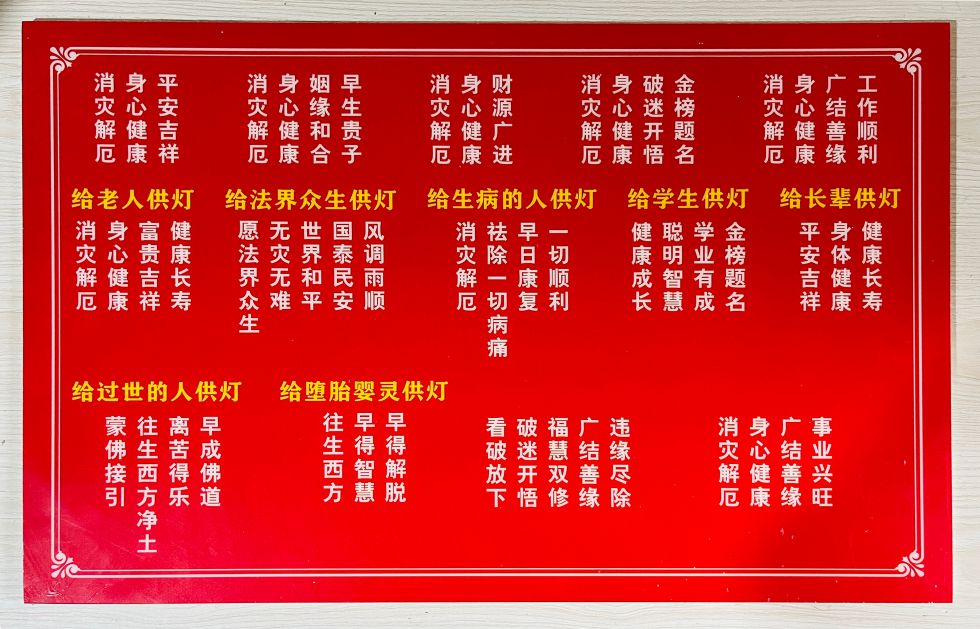 消灾解厄
身心健康
平安吉祥
消灾解厄
身心健康
姻缘和合
早生贵子
消灾解厄
身心健康
财源广进
消灾解厄
身心健康
破迷开悟
金榜题名
消灾解厄
身心健康
广结善缘
工作顺利
给老人供灯
消灾解厄
身心健康
富贵吉祥
健康长寿
给法界众生供灯
愿法界众生
无灾无难
世界和平
国泰民安
风调雨顺
给生病的人供灯
消灾解厄
祛除一切病痛
早日康复
一切顺利
给学生供灯
健康成长
聪明智慧
学业有成
金榜题名
给长辈供灯
平安吉祥
身体健康
健康长寿
给过世的人供灯
蒙佛接引
往生西方净土
离苦得乐
早成佛道
给堕胎婴灵供灯
往生西方
早得智慧
早得解脱
看破放下
破迷开悟
福慧双修
广结善缘
违缘尽除
消灾解厄
身心健康
广结善缘
事业兴旺